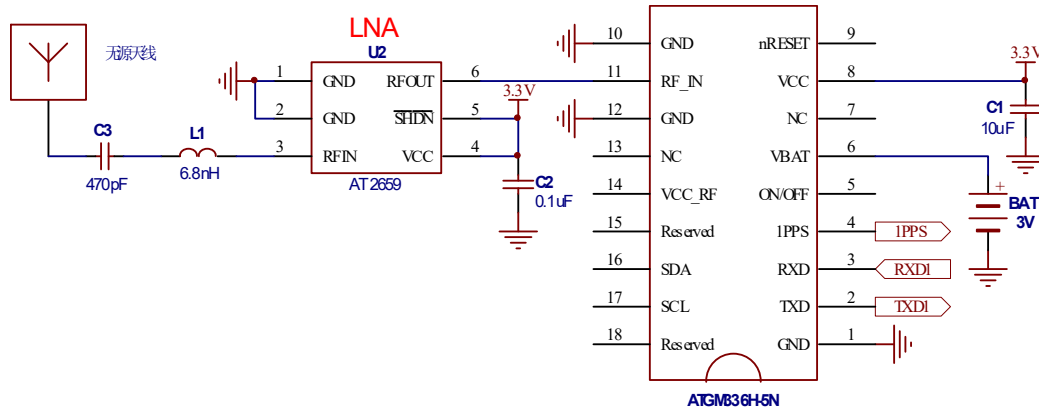 无源天线
C3
470pF
L1
6.8nH
LNA
U2
1 GND RFOUT 6
2 GND SHDN 5
3 RFIN VCC 4
AT2659
3.3V
C2
0.1uF
10 GND nRESET 9
11 RF_IN VCC 8
12 GND NC 7
13 NC VBAT 6
14 VCC_RF ON/OFF 5
15 Reserved 1PPS 4 1PPS
16 SDA RXD 3 RXD1
17 SCL TXD 2 TXD1
18 Reserved GND 1
ATGM336H-5N
3.3V
C1
10uF
+
BAT
3V